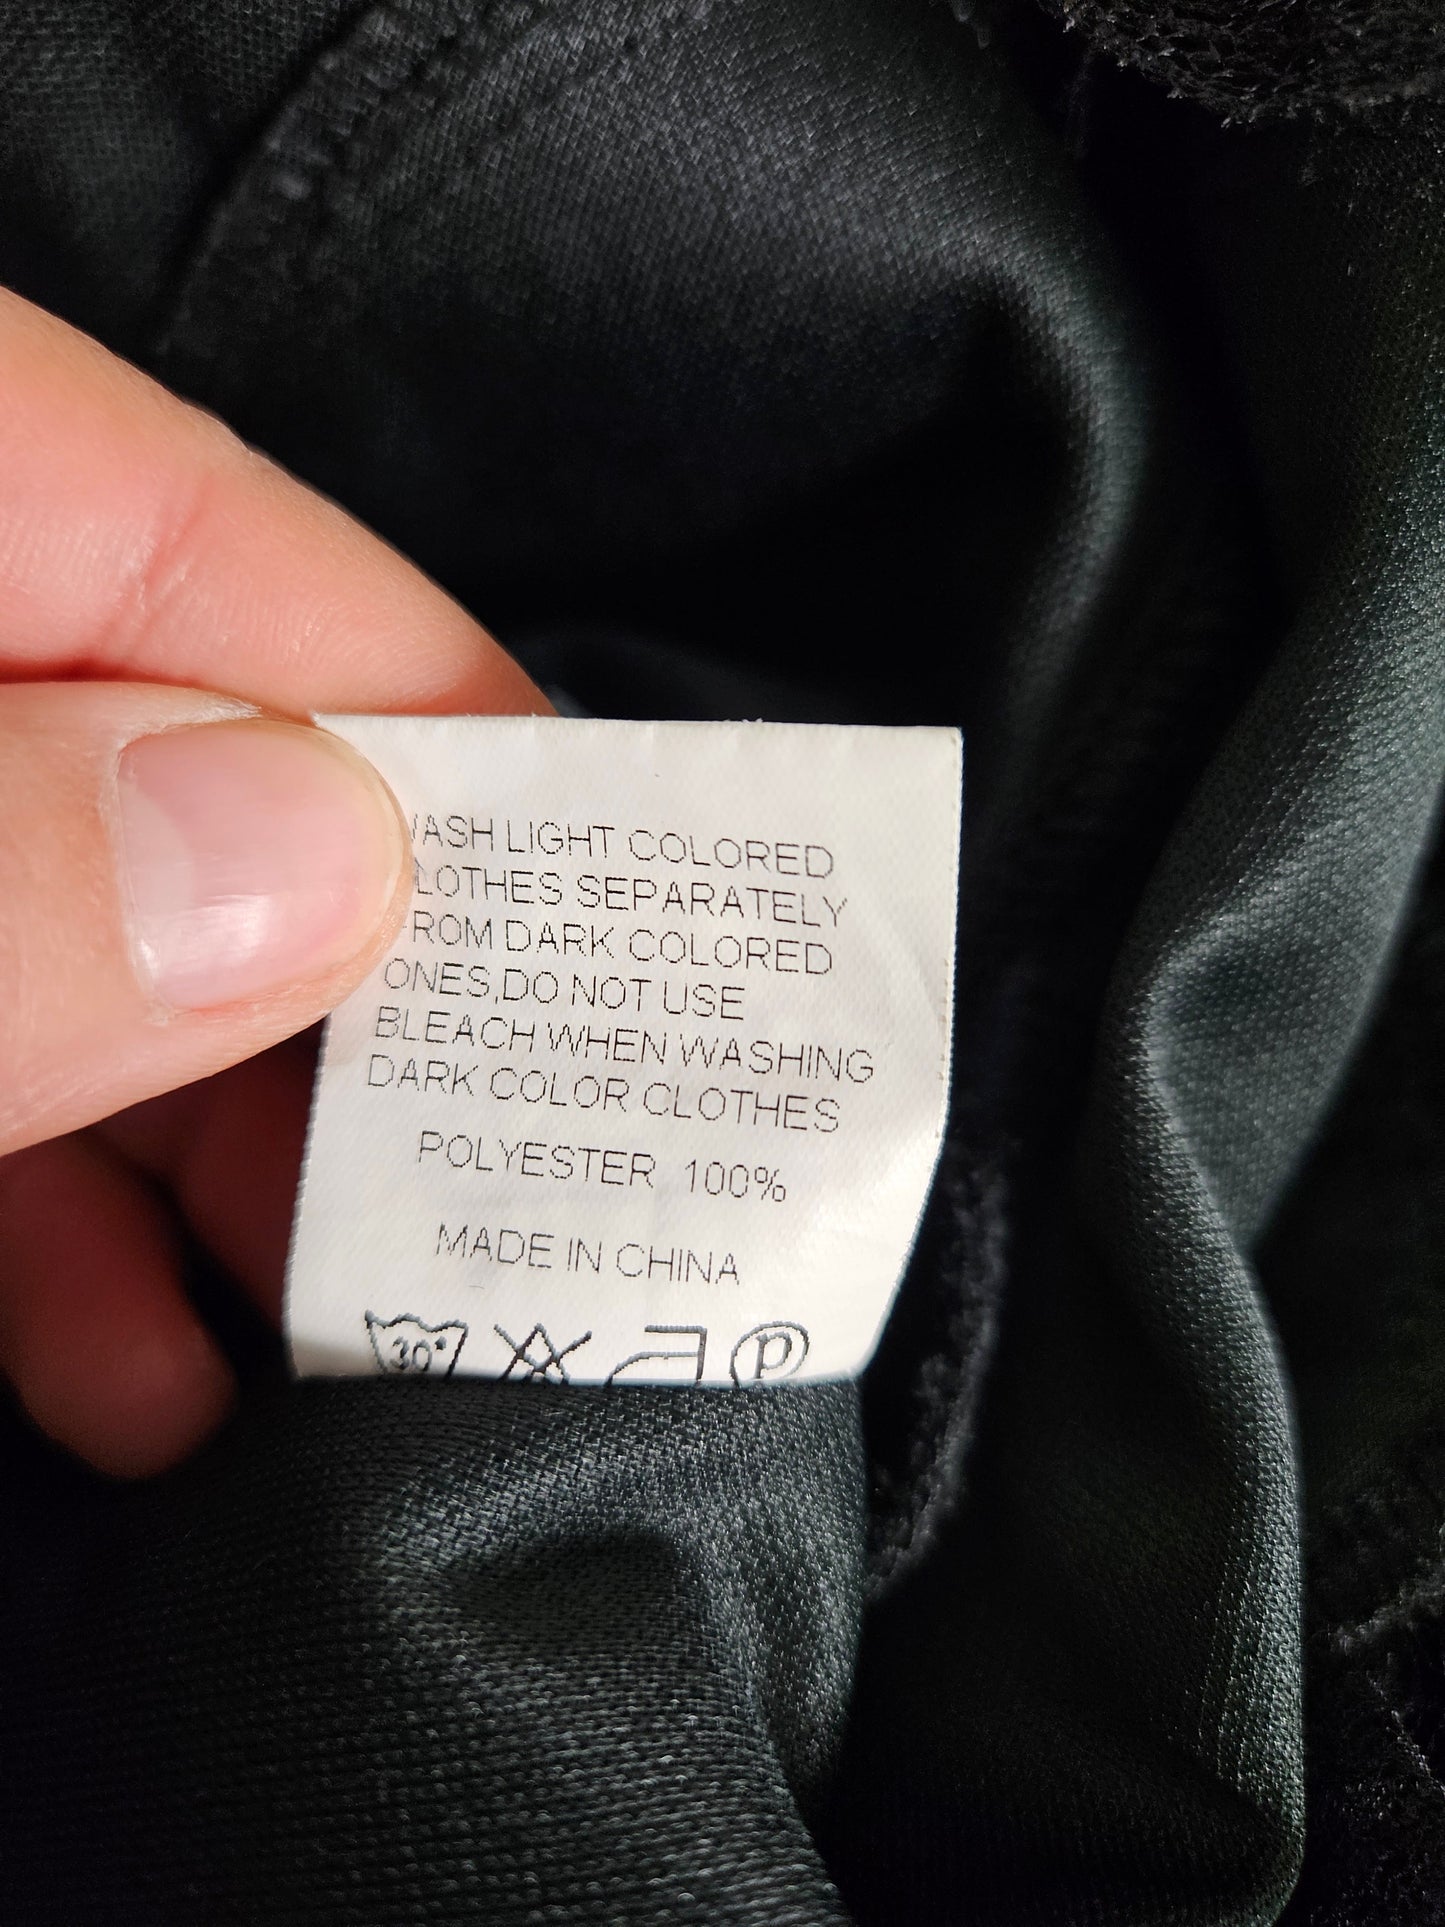 WASH LIGHT COLORED
CLOTHES SEPARATELY
FROM DARK COLORED
ONES,DO NOT USE
BLEACH WHEN WASHING
DARK COLOR CLOTHES
POLYESTER 100%
MADE IN CHINA
30° P